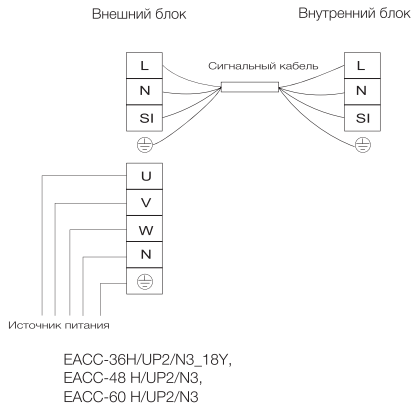 Внешний блок
Внутренний блок
Сигнальный кабель
L
L
N
N
SI
SI
U
V
W
N
Источник питания
EACC-36H/UP2/N3_18Y,
EACC-48 H/UP2/N3,
EACC-60 H/UP2/N3